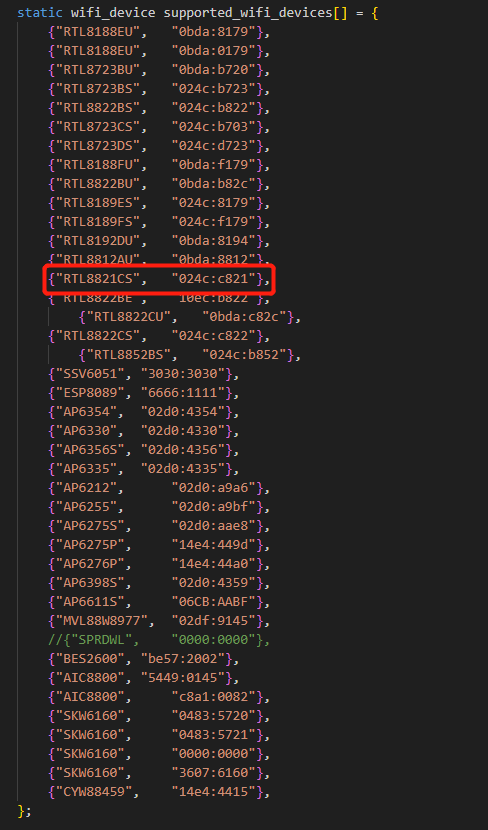 static wifi_device supported_wifi_devices[] = {
    {"RTL8188EU",   "0bda:8179"},
    {"RTL8188EU",   "0bda:0179"},
    {"RTL8723BU",   "0bda:b720"},
    {"RTL8723BS",   "024c:b723"},
    {"RTL8822BS",   "024c:b822"},
    {"RTL8723CS",   "024c:b703"},
    {"RTL8723DS",   "024c:d723"},
    {"RTL8188FU",   "0bda:f179"},
    {"RTL8822BU",   "0bda:b82c"},
    {"RTL8189ES",   "024c:8179"},
    {"RTL8189FS",   "024c:f179"},
    {"RTL8192DU",   "0bda:8194"},
    {"RTL8812AU",   "0bda:8812"},
    {"RTL8821CS",   "024c:c821"},
    {"RTL8822BE",   "10ec:b822"},
        {"RTL8822CU",   "0bda:c82c"},
    {"RTL8822CS",   "024c:c822"},
        {"RTL8852BS",   "024c:b852"},
    {"SSV6051", "3030:3030"},
    {"ESP8089", "6666:1111"},
    {"AP6354",  "02d0:4354"},
    {"AP6330",  "02d0:4330"},
    {"AP6356S", "02d0:4356"},
    {"AP6335",  "02d0:4335"},
    {"AP6212",      "02d0:a9a6"},
    {"AP6255",      "02d0:a9bf"},
    {"AP6275S",     "02d0:aae8"},
    {"AP6275P",     "14e4:449d"},
    {"AP6276P",     "14e4:44a0"},
    {"AP6398S",     "02d0:4359"},
    {"AP6611S",     "06CB:AABF"},
    {"MVL88W8977",  "02df:9145"},
    //{"SPRDWL",    "0000:0000"},
    {"BES2600", "be57:2002"},
    {"AIC8800", "5449:0145"},
    {"AIC8800",     "c8a1:0082"},
    {"SKW6160",     "0483:5720"},
    {"SKW6160",     "0483:5721"},
    {"SKW6160",     "0000:0000"},
    {"SKW6160",     "3607:6160"},
    {"CYW88459",    "14e4:4415"},
};